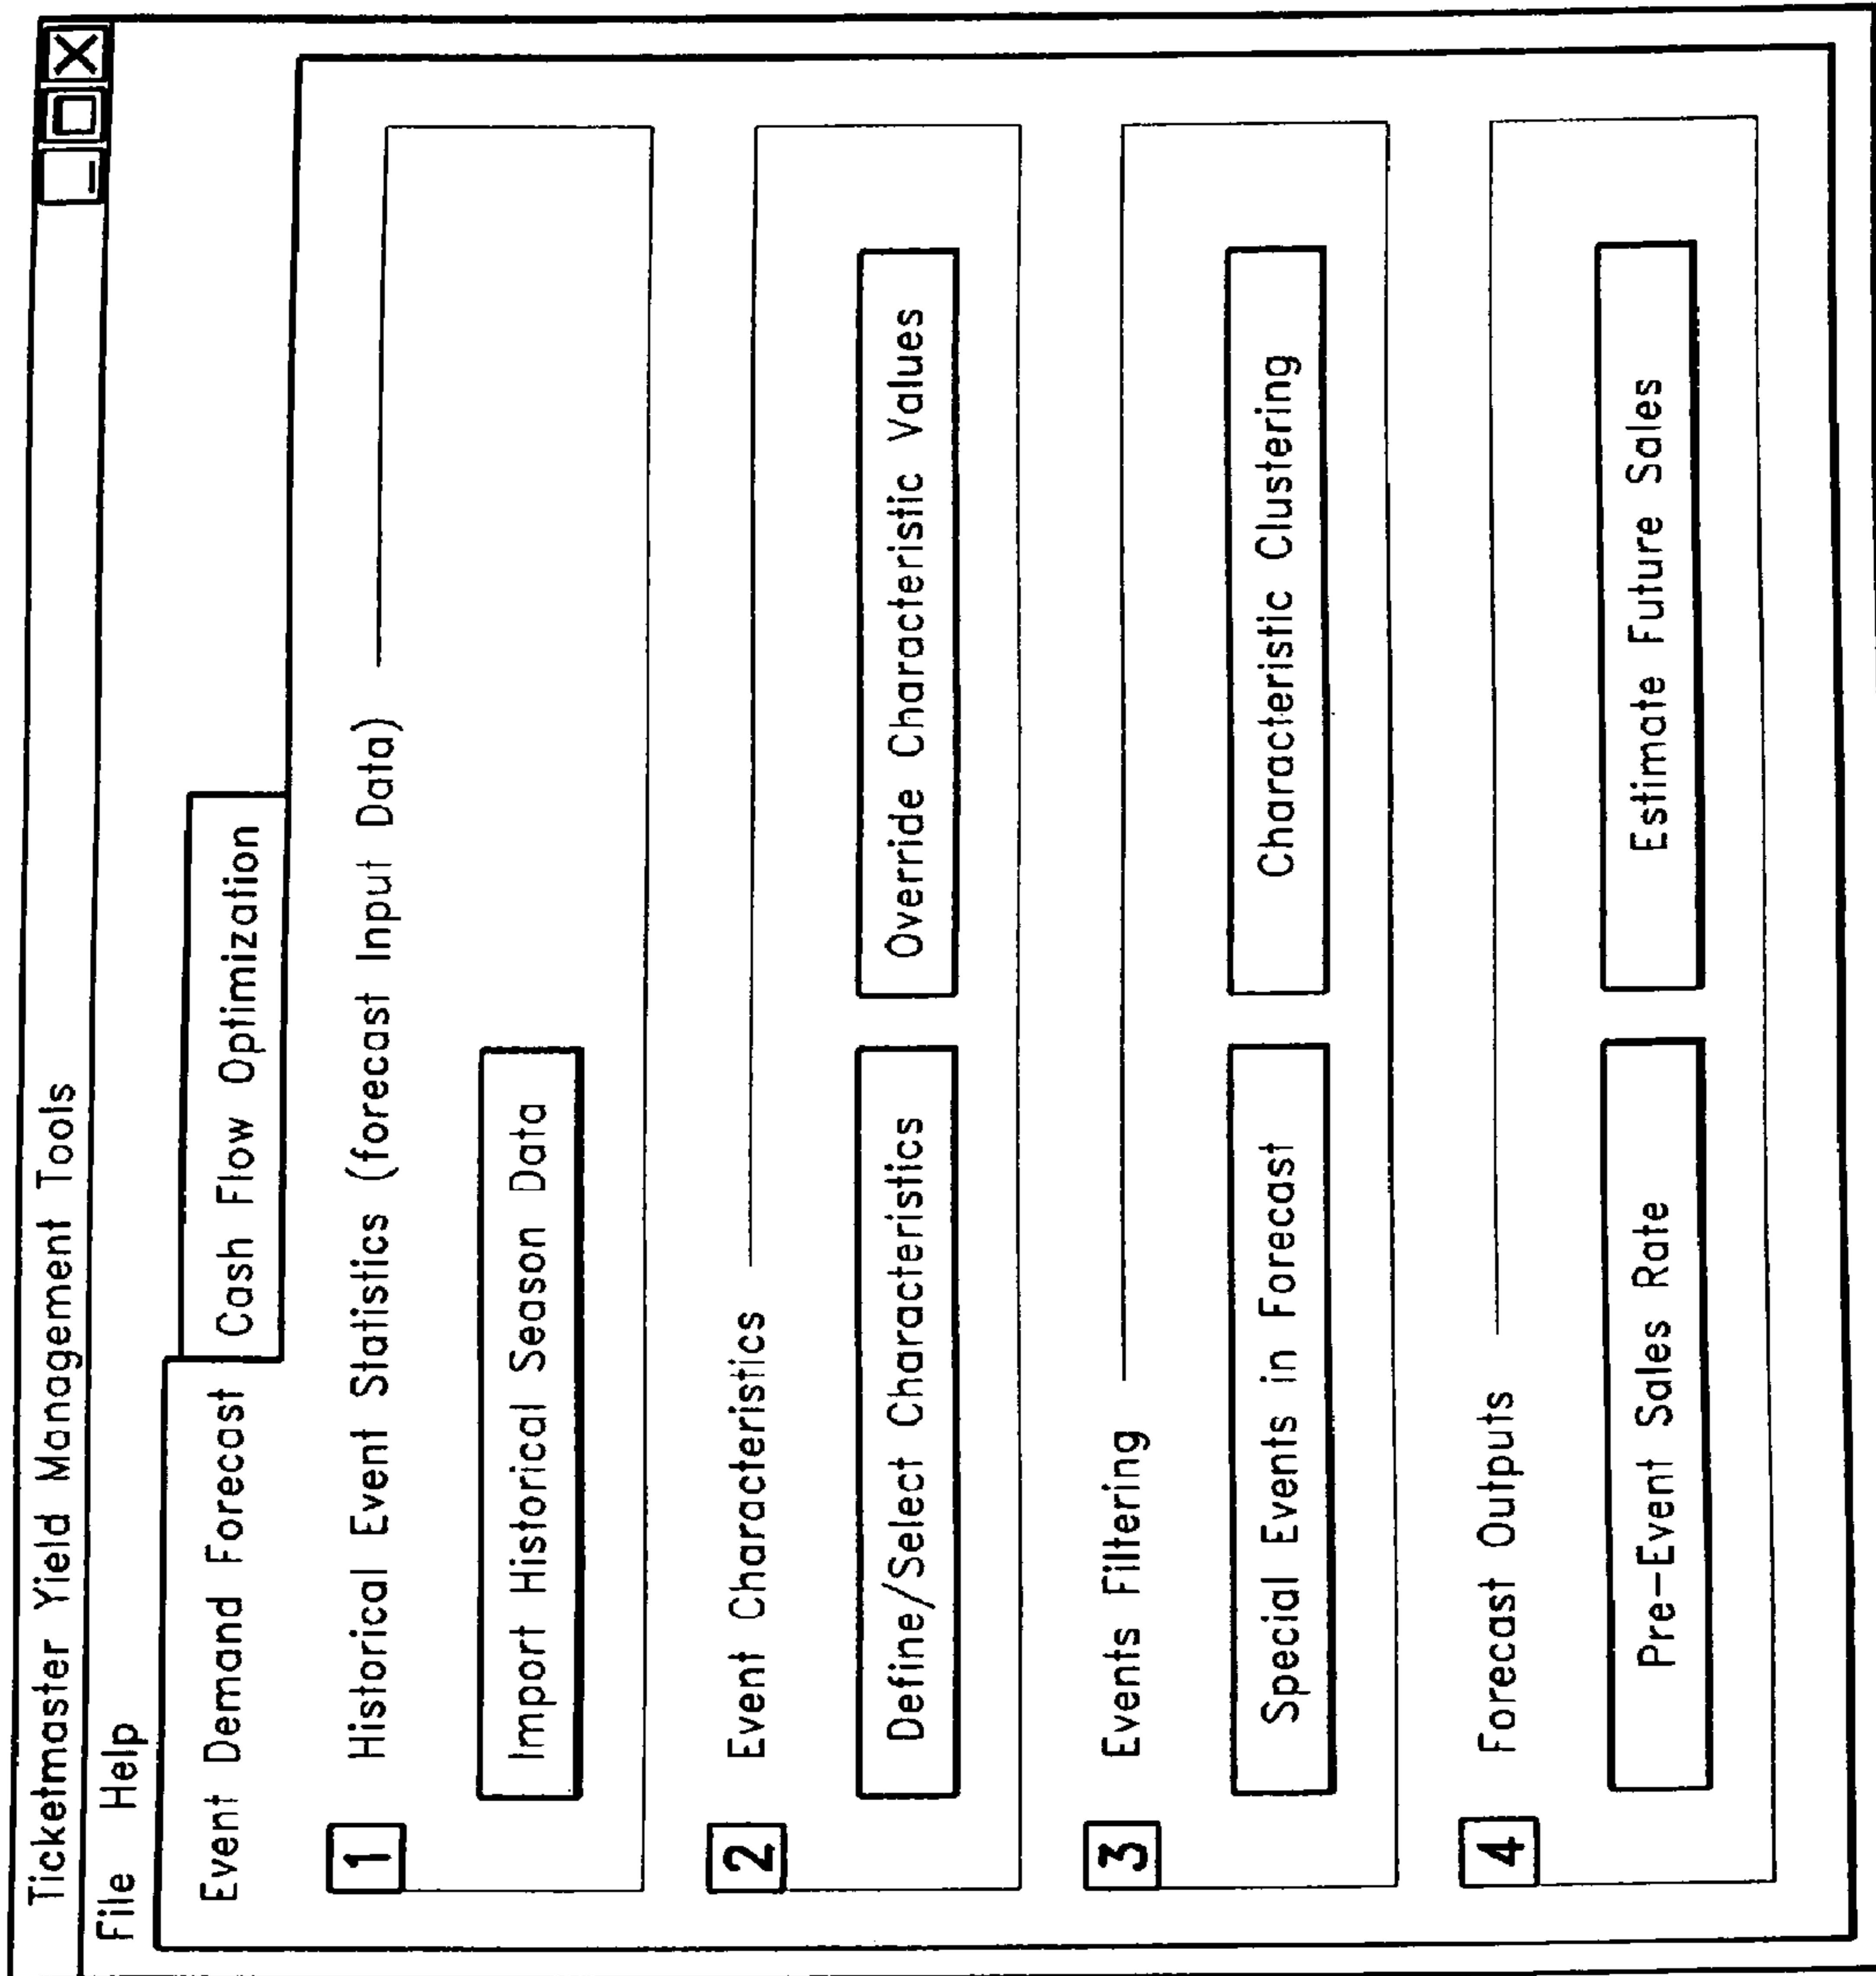 Ticketmaster Yield Management Tools
File Help
Event Demand Forecast
Cash Flow Optimization
1 Historical Event Statistics (forecast Input Data)
Import Historical Season Data
2 Event Characteristics
Define/Select Characteristics
Override Characteristic Values
3 Events Filtering
Special Events in Forecast
Characteristic Clustering
4 Forecast Outputs
Pre-Event Sales Rate
Estimate Future Sales